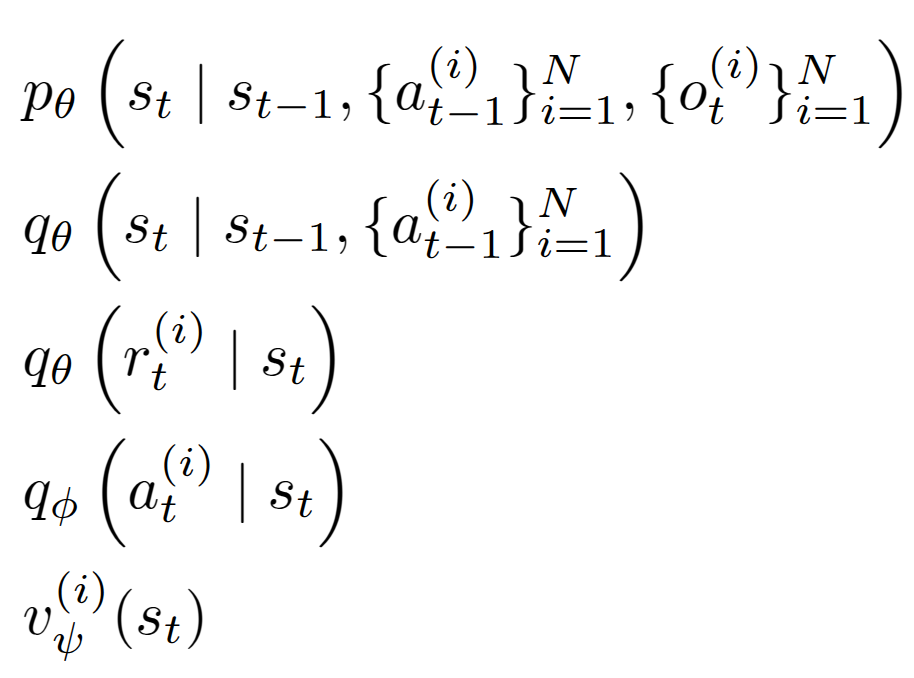 p_θ ( s_t | s_{t−1}, {a_{t−1}^{(i)}}_{i=1}^N, {o_t^{(i)}}_{i=1}^N )
q_θ ( s_t | s_{t−1}, {a_{t−1}^{(i)}}_{i=1}^N )
q_θ ( r_t^{(i)} | s_t )
q_ϕ ( a_t^{(i)} | s_t )
v_ψ^{(i)}(s_t)